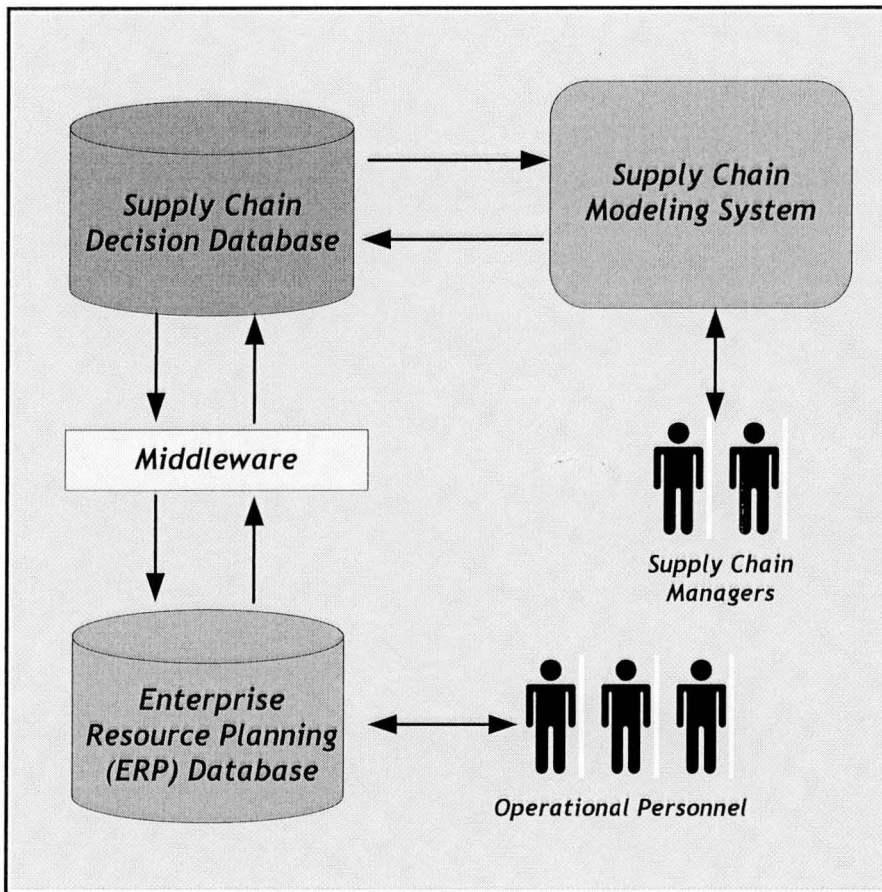 Supply Chain
Decision Database
Supply Chain
Modeling System
Middleware
Supply Chain
Managers
Enterprise
Resource Planning
(ERP) Database
Operational Personnel